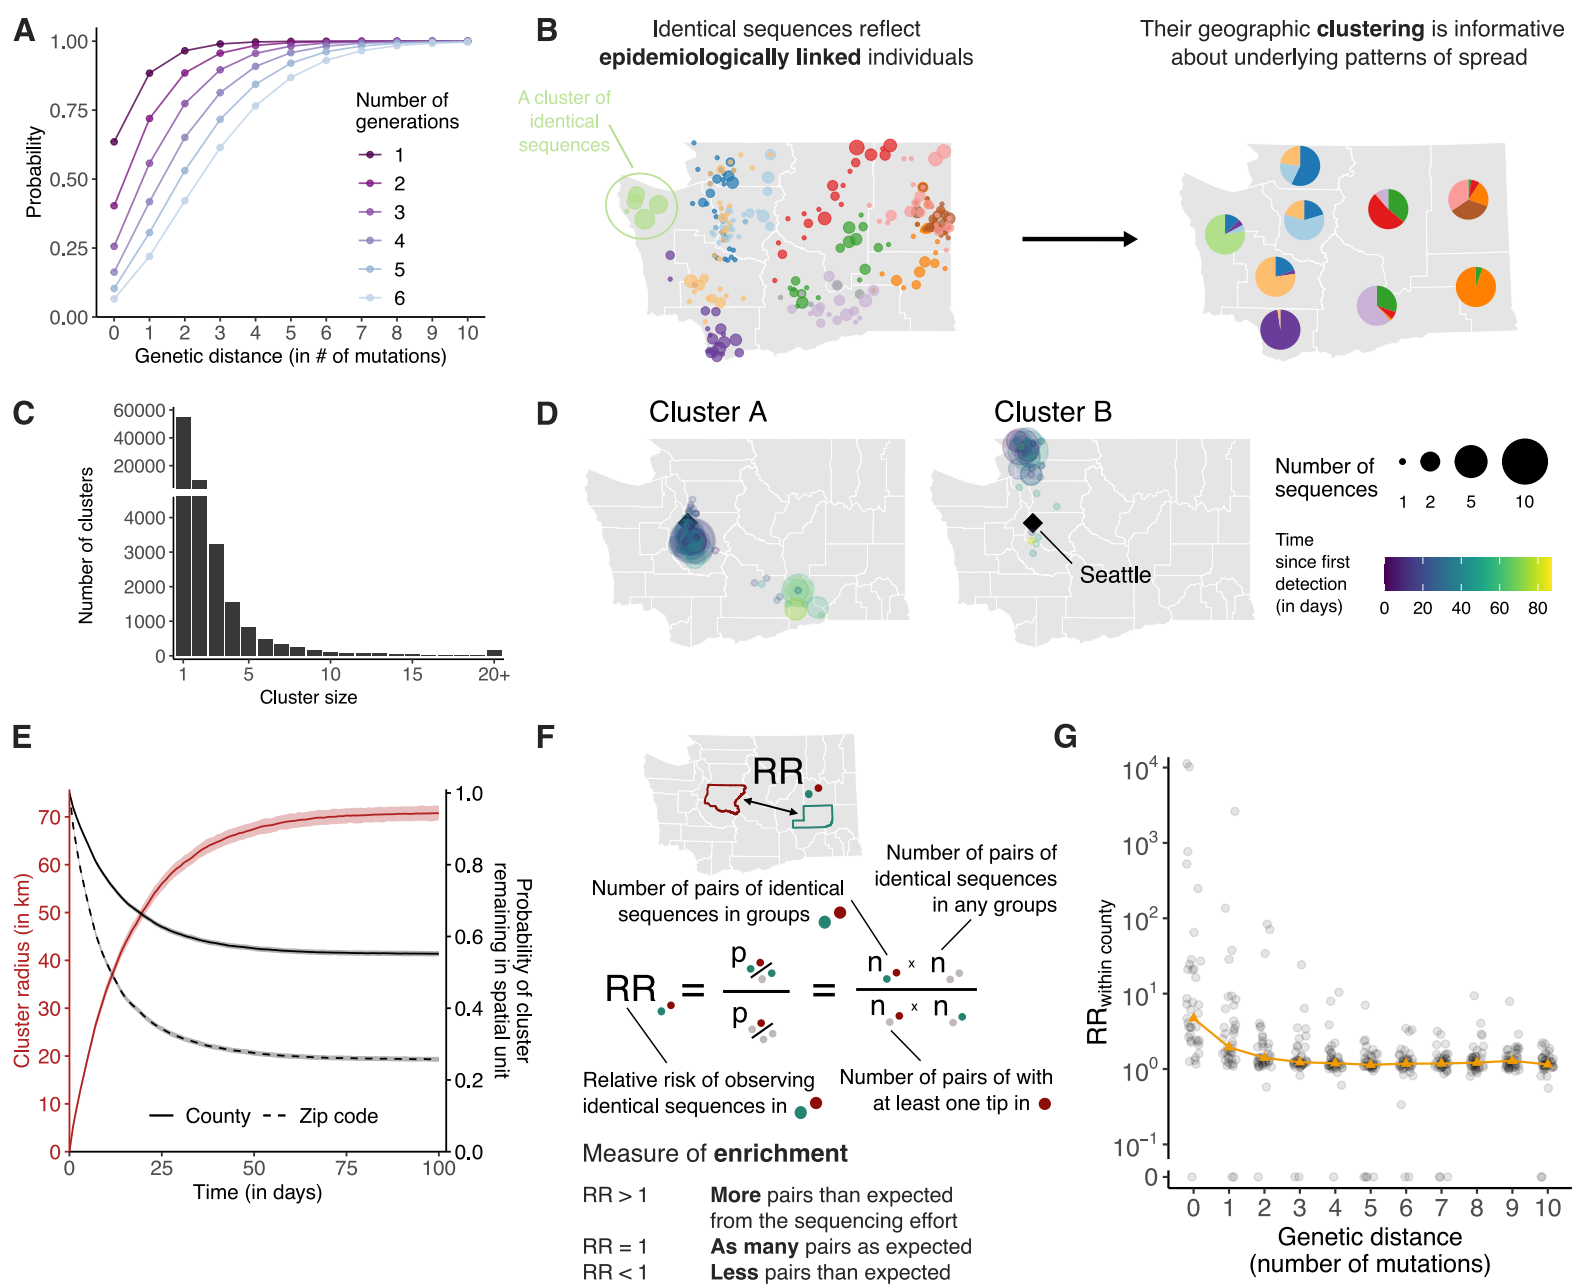 A
1.00
0.75
0.50
0.25
0.00
Probability
0 1 2 3 4 5 6 7 8 9 10
Genetic distance (in # of mutations)
Number of
generations
1
2
3
4
5
6
B
Identical sequences reflect
epidemiologically linked individuals
Their geographic clustering is informative
about underlying patterns of spread
A cluster of
identical
sequences
C
60000
40000
20000
4000
3000
2000
1000
0
Number of clusters
1 5 10 15 20+
Cluster size
D
Cluster A
Cluster B
Seattle
Number of
sequences
1 2 5 10
Time
since first
detection
(in days)
0 20 40 60 80
E
70
60
50
40
30
20
10
0
Cluster radius (in km)
1.0
0.8
0.6
0.4
0.2
0.0
Probability of cluster
remaining in spatial unit
County
Zip code
0 25 50 75 100
Time (in days)
F
RR
Number of pairs of
identical sequences
in any groups
Number of pairs of identical
sequences in groups
RR = p / p = n x n / n x n
Relative risk of observing
identical sequences in
Number of pairs of with
at least one tip in
Measure of enrichment
RR > 1 More pairs than expected
from the sequencing effort
RR = 1 As many pairs as expected
RR < 1 Less pairs than expected
G
10⁴
10³
10²
10¹
10⁰
10⁻¹
0
RR within county
0 1 2 3 4 5 6 7 8 9 10
Genetic distance
(number of mutations)